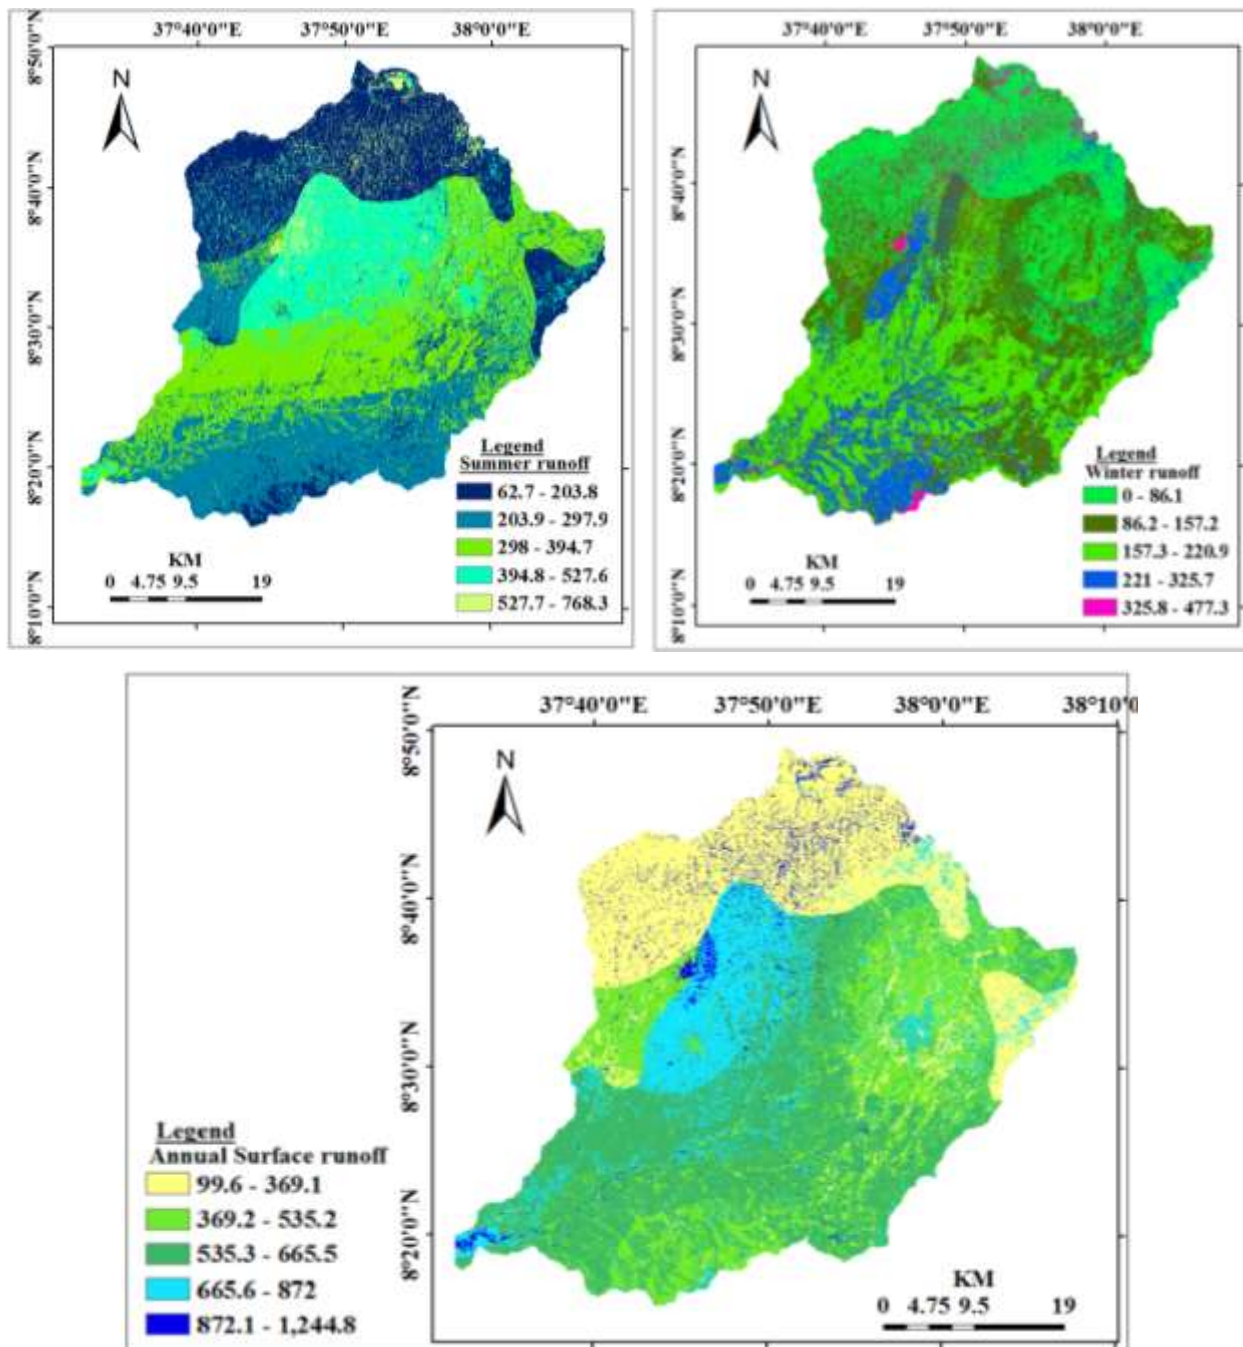 37°40'0"E 37°50'0"E 38°0'0"E
8°50'0"N
N
8°40'0"N
8°30'0"N
8°20'0"N
8°10'0"N
Legend
Summer runoff
62.7 - 203.8
203.9 - 297.9
298 - 394.7
394.8 - 527.6
527.7 - 768.3
KM
0 4.75 9.5 19
37°40'0"E 37°50'0"E 38°0'0"E
8°50'0"N
N
8°40'0"N
8°30'0"N
8°20'0"N
8°10'0"N
Legend
Winter runoff
0 - 86.1
86.2 - 157.2
157.3 - 220.9
221 - 325.7
325.8 - 477.3
KM
0 4.75 9.5 19
37°40'0"E 37°50'0"E 38°0'0"E 38°10'0
8°50'0"N
N
8°40'0"N
8°30'0"N
8°20'0"N
Legend
Annual Surface runoff
99.6 - 369.1
369.2 - 535.2
535.3 - 665.5
665.6 - 872
872.1 - 1,244.8
KM
0 4.75 9.5 19